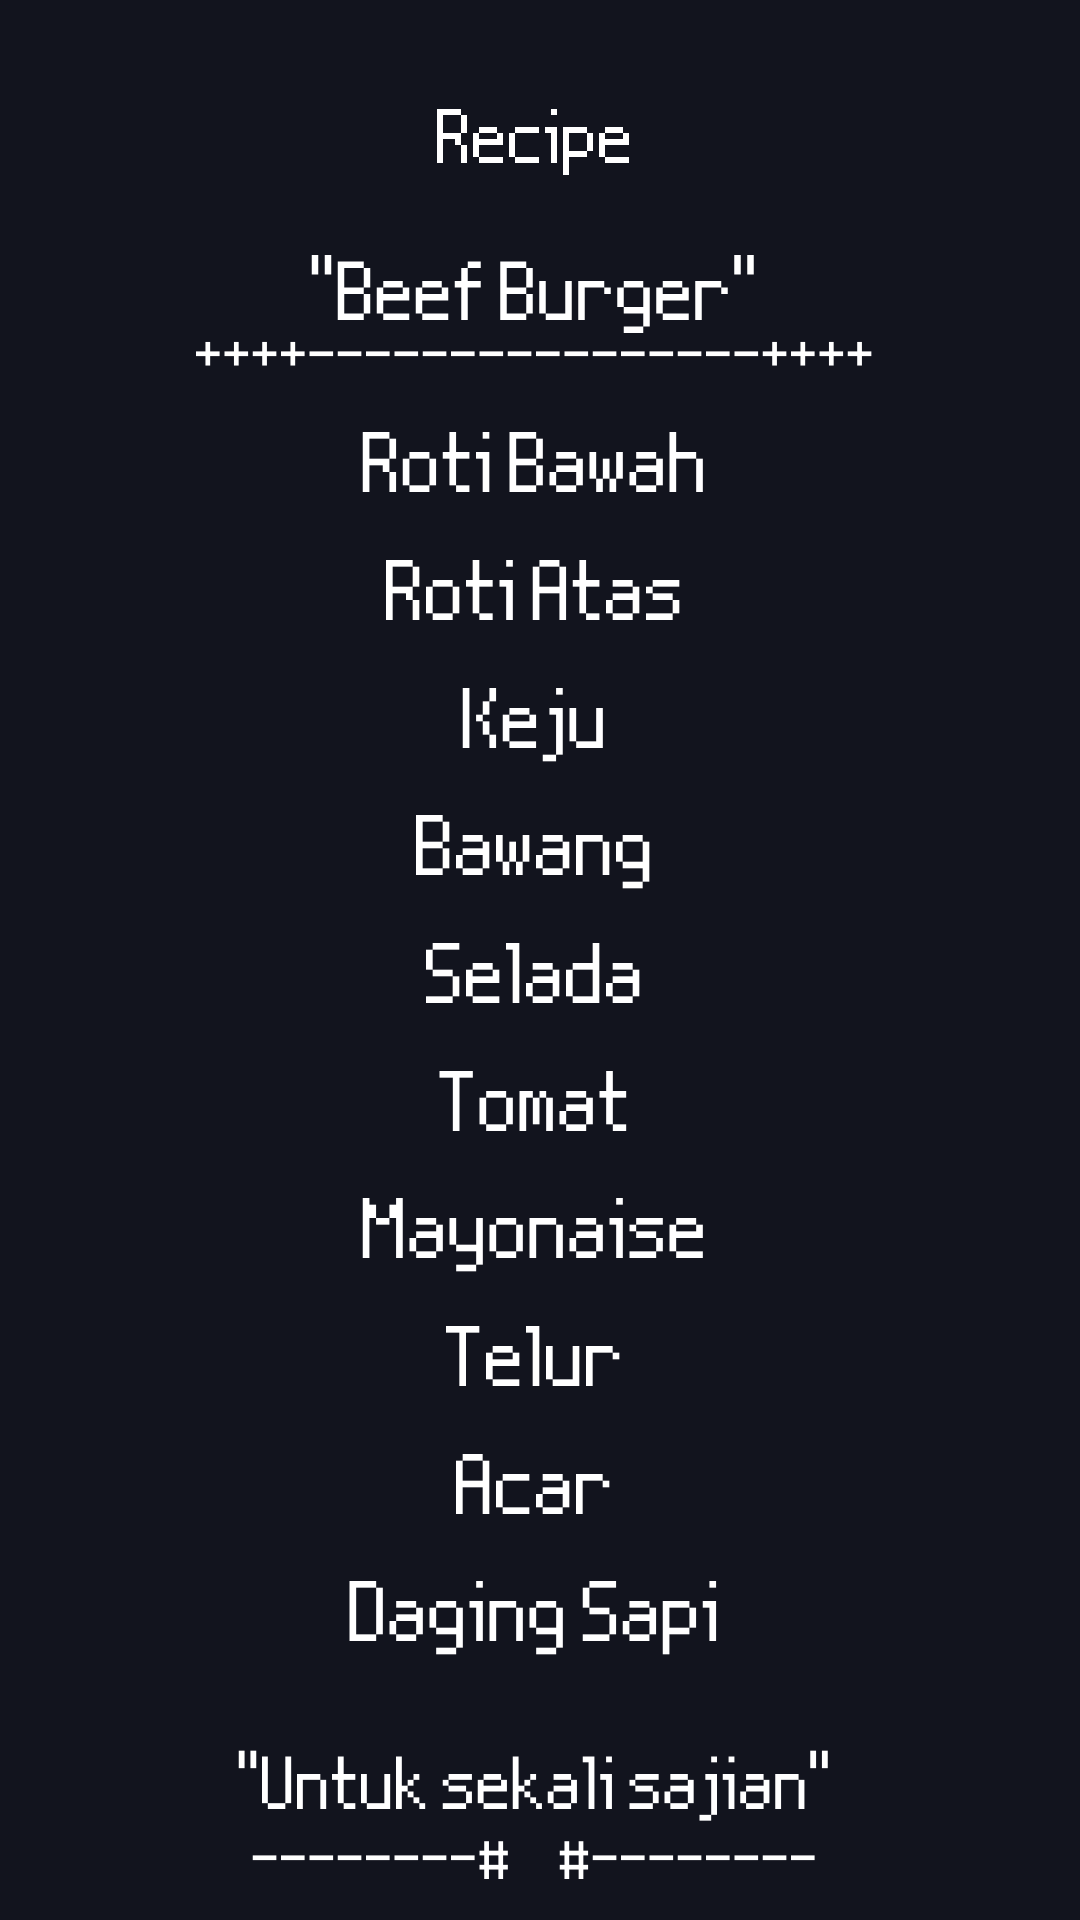 Recipe
"Beef Burger"
++++----------------++++
Roti Bawah
Roti Atas
Keju
Bawang
Selada
Tomat
Mayonaise
Telur
Acar
Daging Sapi
"Untuk sekali sajian"
--------#  #--------